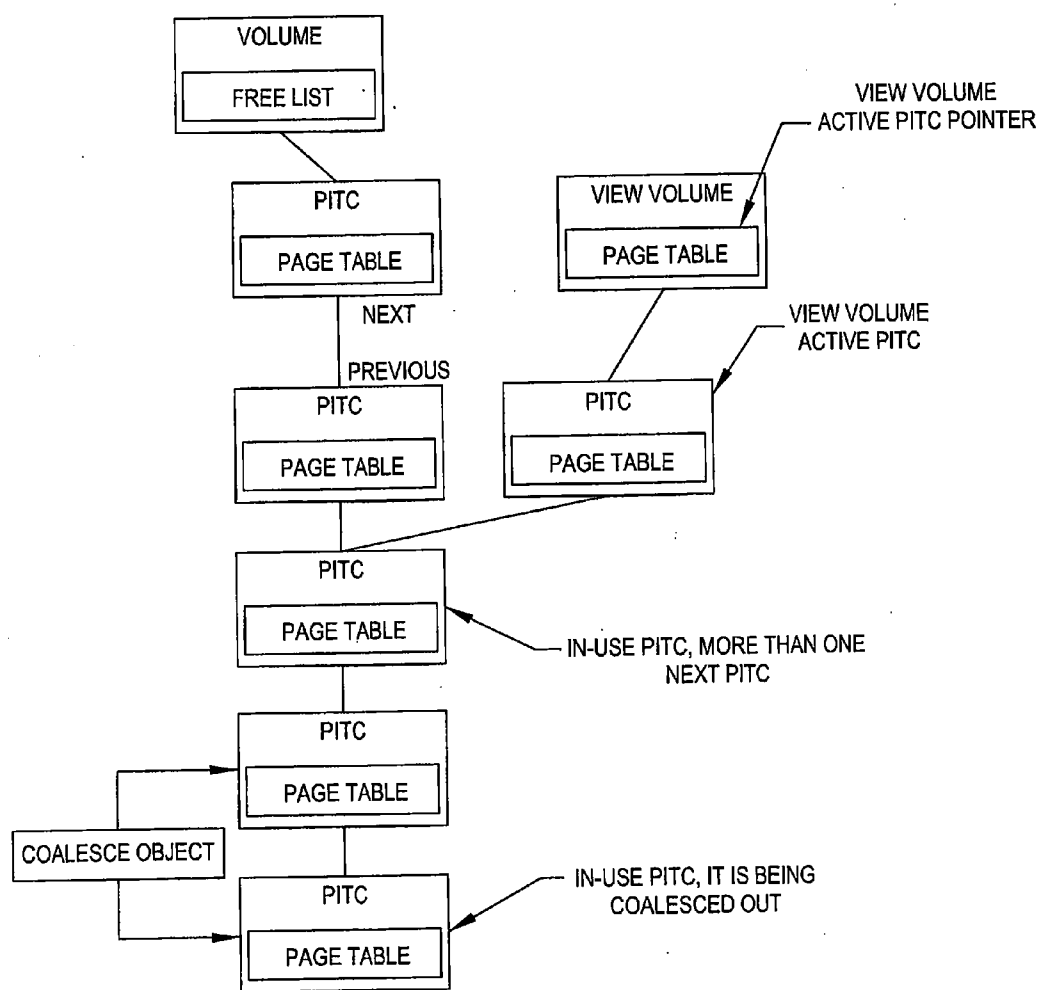 VOLUME
FREE LIST
VIEW VOLUME
ACTIVE PITC POINTER
PITC
PAGE TABLE
VIEW VOLUME
PAGE TABLE
NEXT
VIEW VOLUME
ACTIVE PITC
PREVIOUS
PITC
PAGE TABLE
PITC
PAGE TABLE
PITC
PAGE TABLE
IN-USE PITC, MORE THAN ONE
NEXT PITC
PITC
PAGE TABLE
COALESCE OBJECT
PITC
PAGE TABLE
IN-USE PITC, IT IS BEING
COALESCED OUT